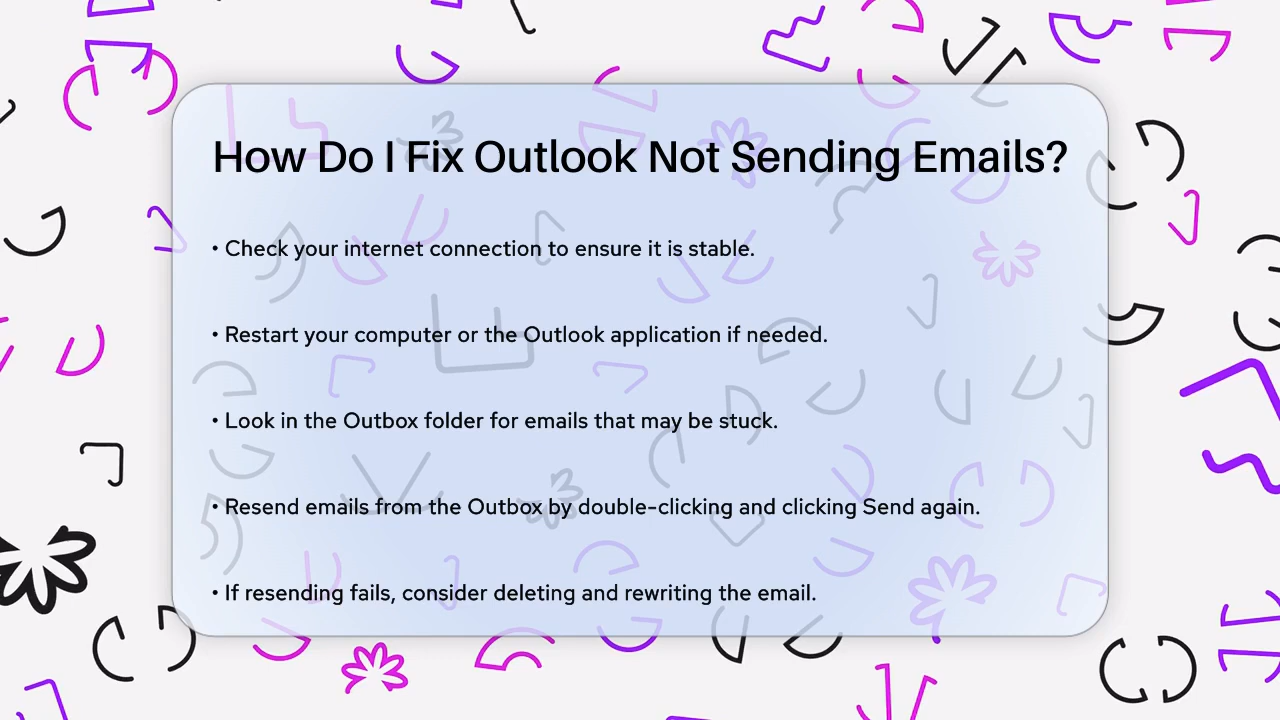 How Do I Fix Outlook Not Sending Emails?
• Check your internet connection to ensure it is stable.
• Restart your computer or the Outlook application if needed.
• Look in the Outbox folder for emails that may be stuck.
• Resend emails from the Outbox by double-clicking and clicking Send again.
• If resending fails, consider deleting and rewriting the email.